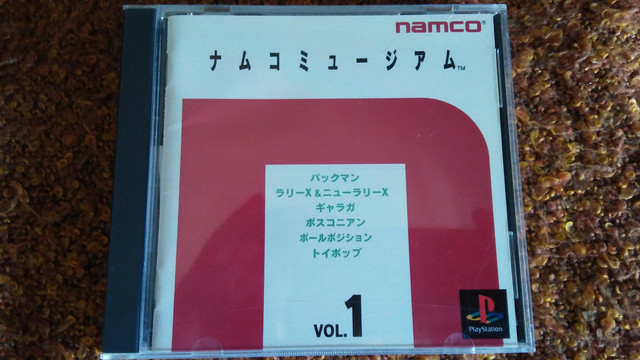 namco®
ナムコミュージアム™
パックマン
ラリーX&ニューラリーX
ギャラガ
ボスコニアン
ポールポジション
トイポップ
VOL.1
PlayStation